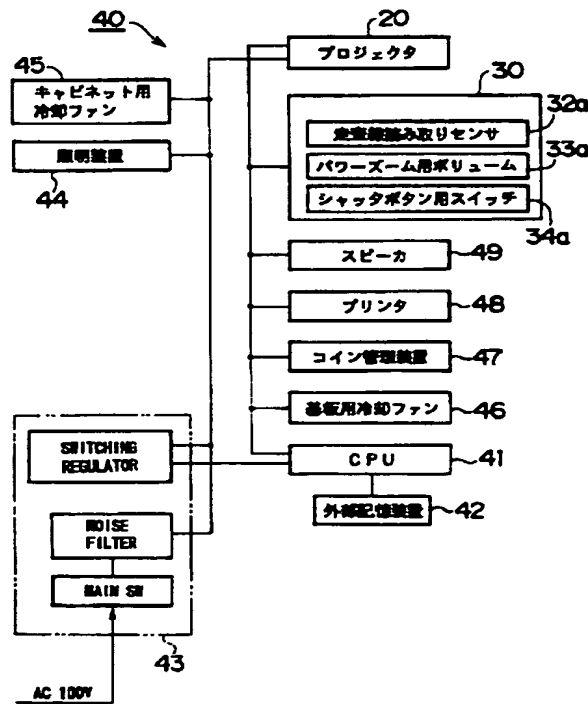 40
20
プロジェクタ
45
キャビネット用
冷却ファン
30
走査線読み取りセンサ
32a
照明装置
44
パワーズーム用ボリューム
33a
シャッタボタン用スイッチ
34a
スピーカ
49
プリンタ
48
コイン管理装置
47
基板用冷却ファン
46
SWITCHING
REGULATOR
CPU
41
外部記憶装置
42
NOISE
FILTER
MAIN SW
43
AC 100V